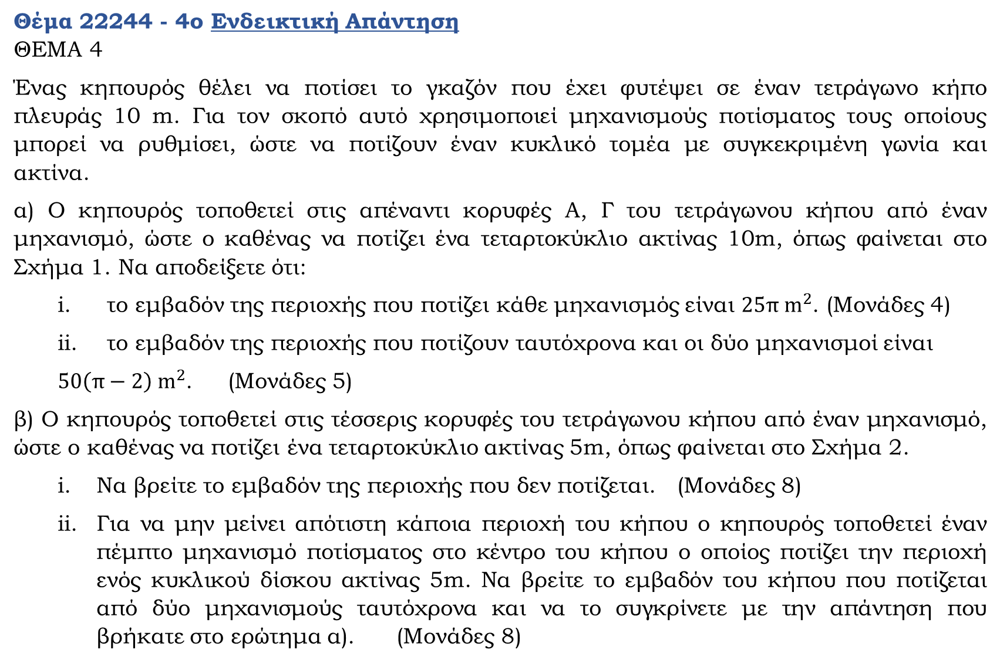 Θέμα 22244 - 4ο Ενδεικτική Απάντηση
ΘΕΜΑ 4
Ένας κηπουρός θέλει να ποτίσει το γκαζόν που έχει φυτέψει σε έναν τετράγωνο κήπο
πλευράς 10 m. Για τον σκοπό αυτό χρησιμοποιεί μηχανισμούς ποτίσματος τους οποίους
μπορεί να ρυθμίσει, ώστε να ποτίζουν έναν κυκλικό τομέα με συγκεκριμένη γωνία και
ακτίνα.
α) Ο κηπουρός τοποθετεί στις απέναντι κορυφές Α, Γ του τετράγωνου κήπου από έναν
μηχανισμό, ώστε ο καθένας να ποτίζει ένα τεταρτοκύκλιο ακτίνας 10m, όπως φαίνεται στο
Σχήμα 1. Να αποδείξετε ότι:
i. το εμβαδόν της περιοχής που ποτίζει κάθε μηχανισμός είναι 25π m². (Μονάδες 4)
ii. το εμβαδόν της περιοχής που ποτίζουν ταυτόχρονα και οι δύο μηχανισμοί είναι
50(π − 2) m². (Μονάδες 5)
β) Ο κηπουρός τοποθετεί στις τέσσερις κορυφές του τετράγωνου κήπου από έναν μηχανισμό,
ώστε ο καθένας να ποτίζει ένα τεταρτοκύκλιο ακτίνας 5m, όπως φαίνεται στο Σχήμα 2.
i. Να βρείτε το εμβαδόν της περιοχής που δεν ποτίζεται. (Μονάδες 8)
ii. Για να μην μείνει απότιστη κάποια περιοχή του κήπου ο κηπουρός τοποθετεί έναν
πέμπτο μηχανισμό ποτίσματος στο κέντρο του κήπου ο οποίος ποτίζει την περιοχή
ενός κυκλικού δίσκου ακτίνας 5m. Να βρείτε το εμβαδόν του κήπου που ποτίζεται
από δύο μηχανισμούς ταυτόχρονα και να το συγκρίνετε με την απάντηση που
βρήκατε στο ερώτημα α). (Μονάδες 8)